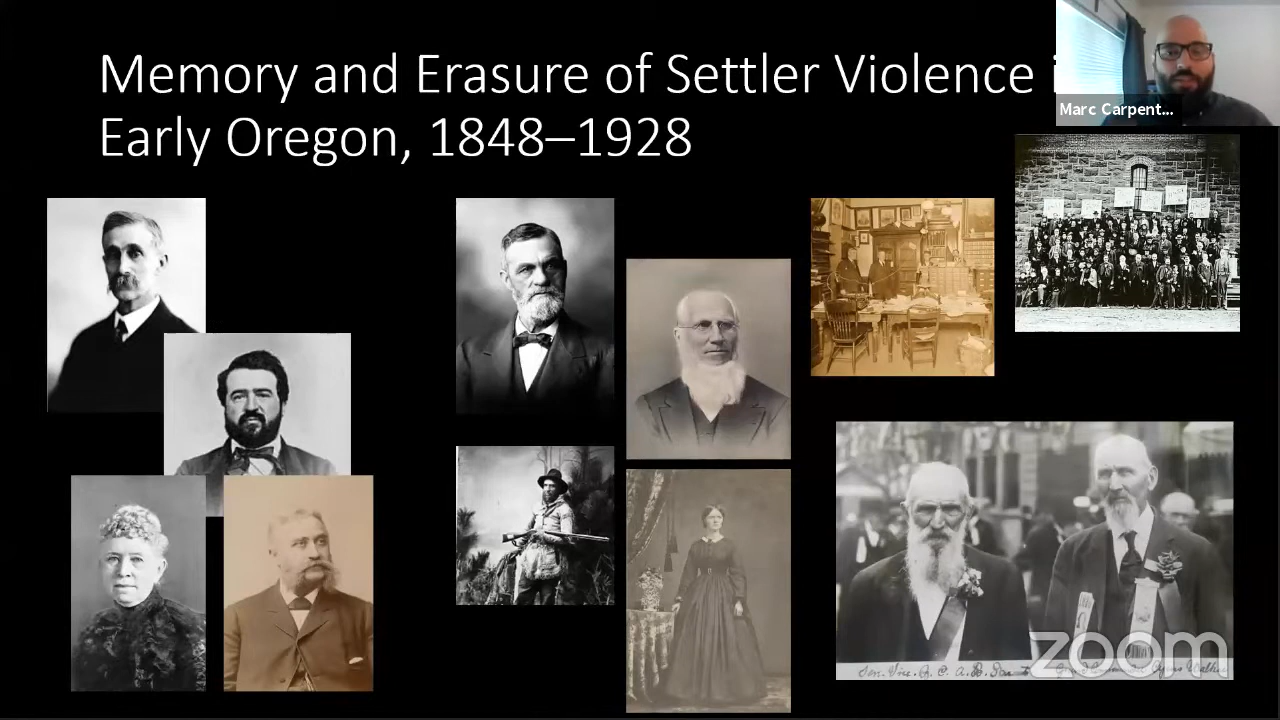 Memory and Erasure of Settler Violence
Early Oregon, 1848–1928
Marc Carpent...
zoom